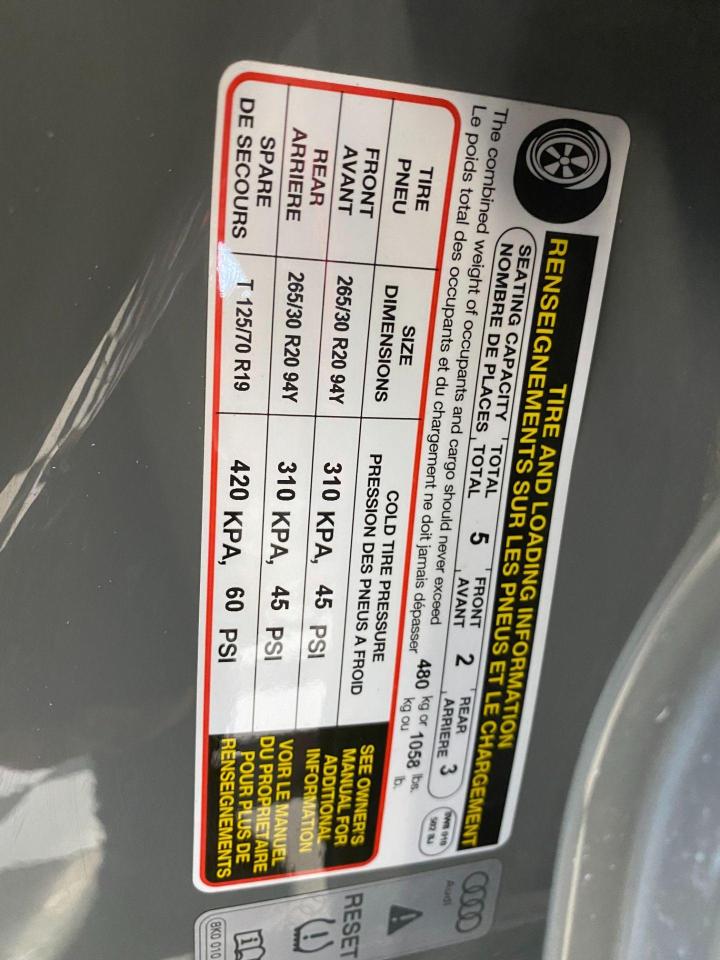 TIRE AND LOADING INFORMATION
RENSEIGNEMENTS SUR LES PNEUS ET LE CHARGEMENT
SEATING CAPACITY TOTAL 5 FRONT 2 REAR 3
NOMBRE DE PLACES TOTAL AVANT ARRIERE
The combined weight of occupants and cargo should never exceed 480 kg or 1058 lbs.
Le poids total des occupants et du chargement ne doit jamais dépasser kg ou lb.
TIRE SIZE COLD TIRE PRESSURE
PNEU DIMENSIONS PRESSION DES PNEUS A FROID
FRONT 265/30 R20 94Y 310 KPA, 45 PSI
AVANT
REAR 265/30 R20 94Y 310 KPA, 45 PSI
ARRIERE
SPARE T 125/70 R19 420 KPA, 60 PSI
DE SECOURS
SEE OWNER'S
MANUAL FOR
ADDITIONAL
INFORMATION
VOIR LE MANUEL
DU PROPRIETAIRE
POUR PLUS DE
RENSEIGNEMENTS
Audi
RESET
8K0 010